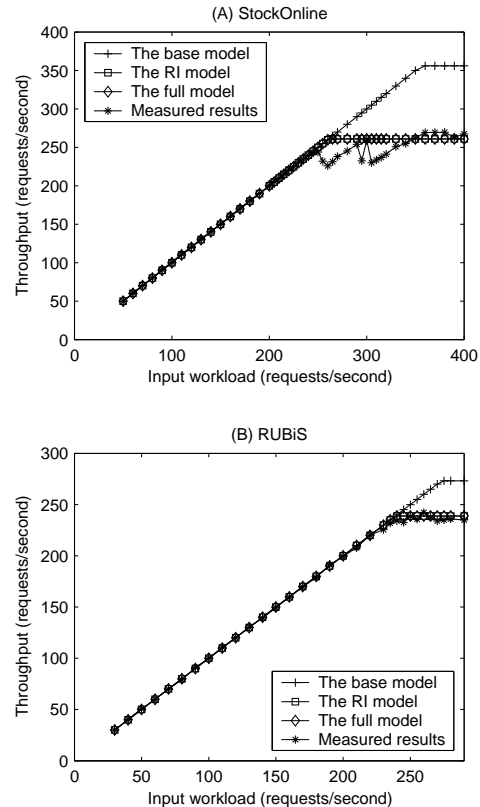 (A) StockOnline
400
350
300
250
200
150
100
50
0
Throughput (requests/second)
The base model
The RI model
The full model
Measured results
0 100 200 300 400
Input workload (requests/second)
(B) RUBiS
300
250
200
150
100
50
0
Throughput (requests/second)
The base model
The RI model
The full model
Measured results
0 50 100 150 200 250
Input workload (requests/second)